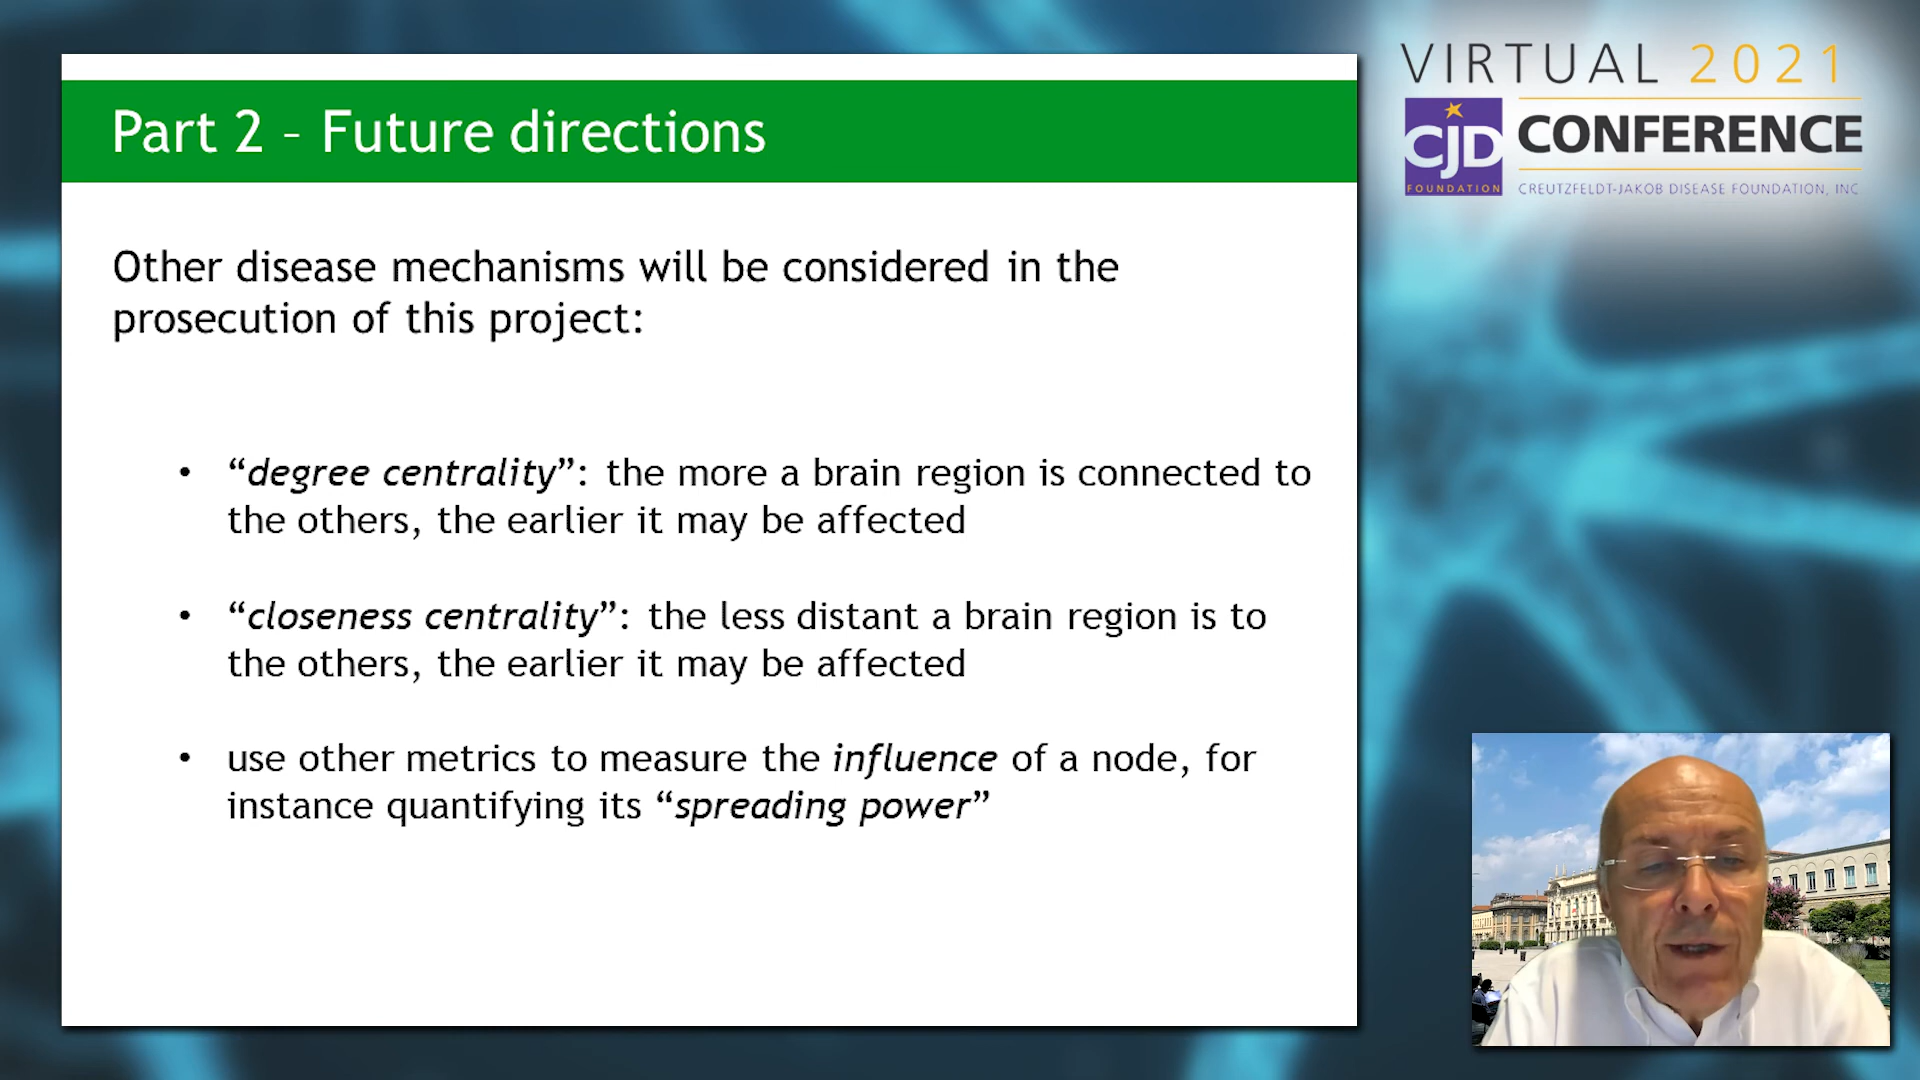 Part 2 – Future directions
Other disease mechanisms will be considered in the
prosecution of this project:
• “degree centrality”: the more a brain region is connected to
the others, the earlier it may be affected
• “closeness centrality”: the less distant a brain region is to
the others, the earlier it may be affected
• use other metrics to measure the influence of a node, for
instance quantifying its “spreading power”
VIRTUAL 2021
CJD
FOUNDATION
CONFERENCE
CREUTZFELDT-JAKOB DISEASE FOUNDATION, INC